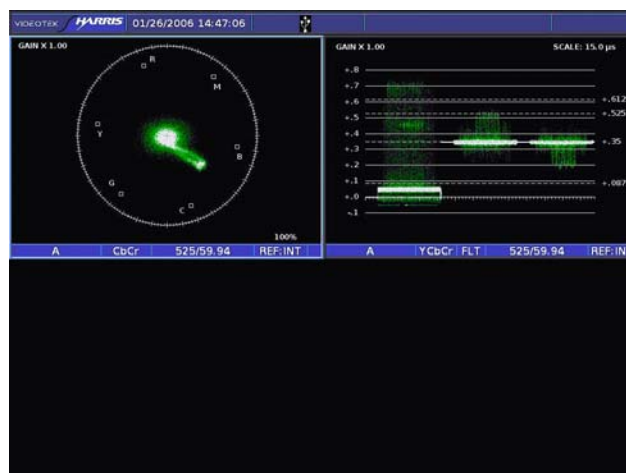 VIDEOTEK HARRIS 01/26/2006 14:47:06
GAIN X 1.00
R
M
Y
B
G
C
100%
A CbCr 525/59.94 REF:INT
GAIN X 1.00 SCALE: 15.0 µs
+.8
+.7
+.6
+.5
+.4
+.3
+.2
+.1
+.0
-.1
+.612
+.525
+.35
+.087
A YCbCr FLT 525/59.94 REF:IN